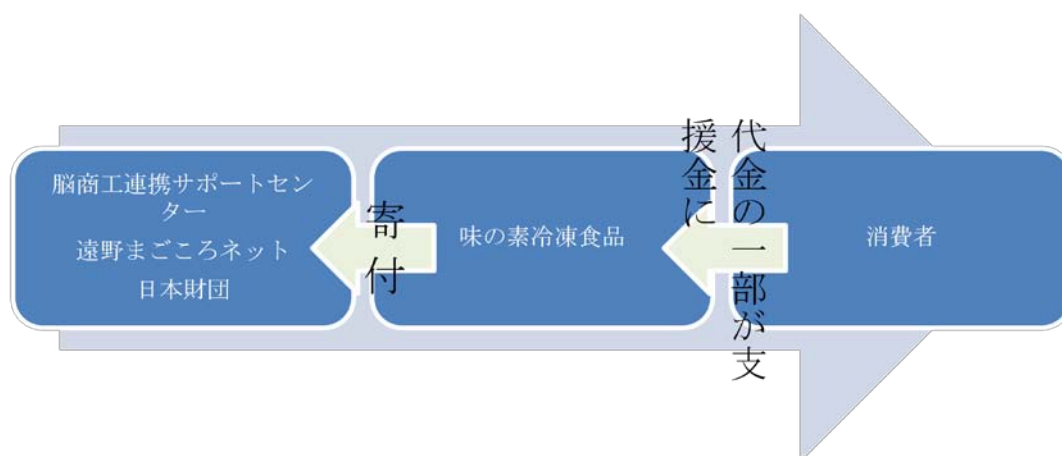 脳商工連携サポートセン
ター
遠野まごころネット
日本財団
寄付
味の素冷凍食品
代金の一部が支
援金に
消費者